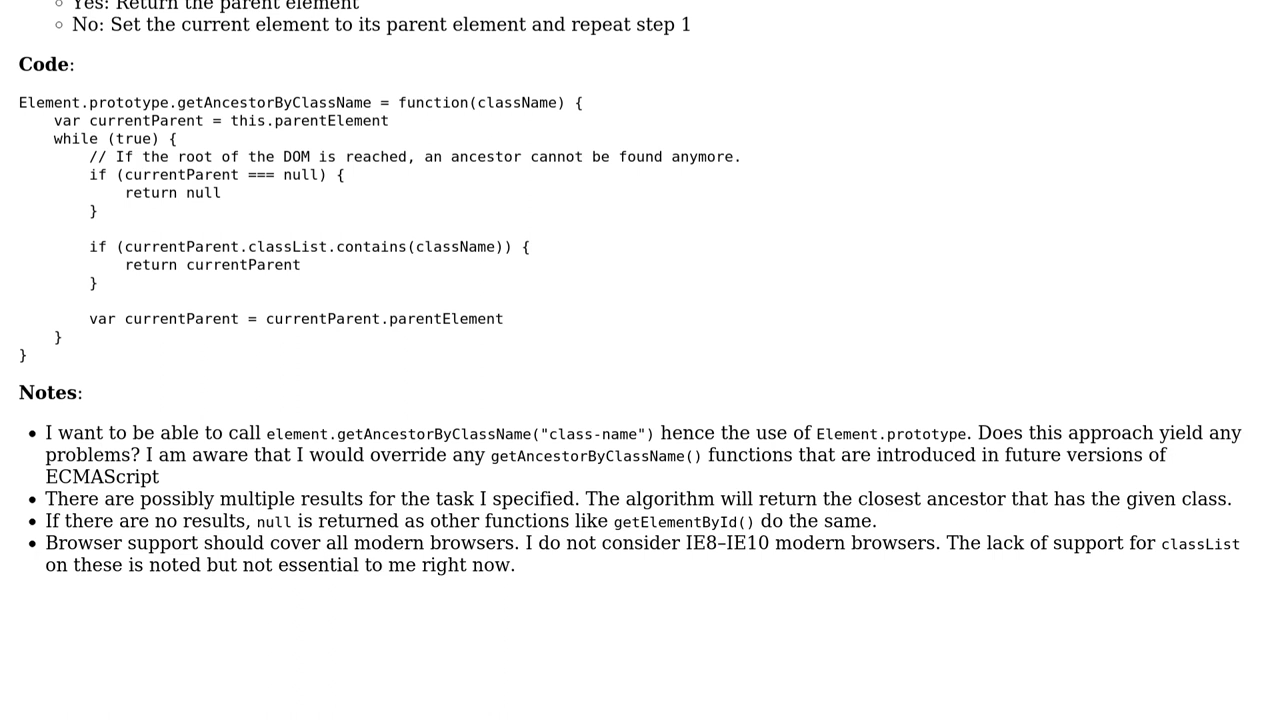 Yes: Return the parent element
No: Set the current element to its parent element and repeat step 1
Code:
Element.prototype.getAncestorByClassName = function(className) {
    var currentParent = this.parentElement
    while (true) {
        // If the root of the DOM is reached, an ancestor cannot be found anymore.
        if (currentParent === null) {
            return null
        }

        if (currentParent.classList.contains(className)) {
            return currentParent
        }

        var currentParent = currentParent.parentElement
    }
}
Notes:
• I want to be able to call element.getAncestorByClassName("class-name") hence the use of Element.prototype. Does this approach yield any
problems? I am aware that I would override any getAncestorByClassName() functions that are introduced in future versions of
ECMAScript
• There are possibly multiple results for the task I specified. The algorithm will return the closest ancestor that has the given class.
• If there are no results, null is returned as other functions like getElementById() do the same.
• Browser support should cover all modern browsers. I do not consider IE8–IE10 modern browsers. The lack of support for classList
on these is noted but not essential to me right now.